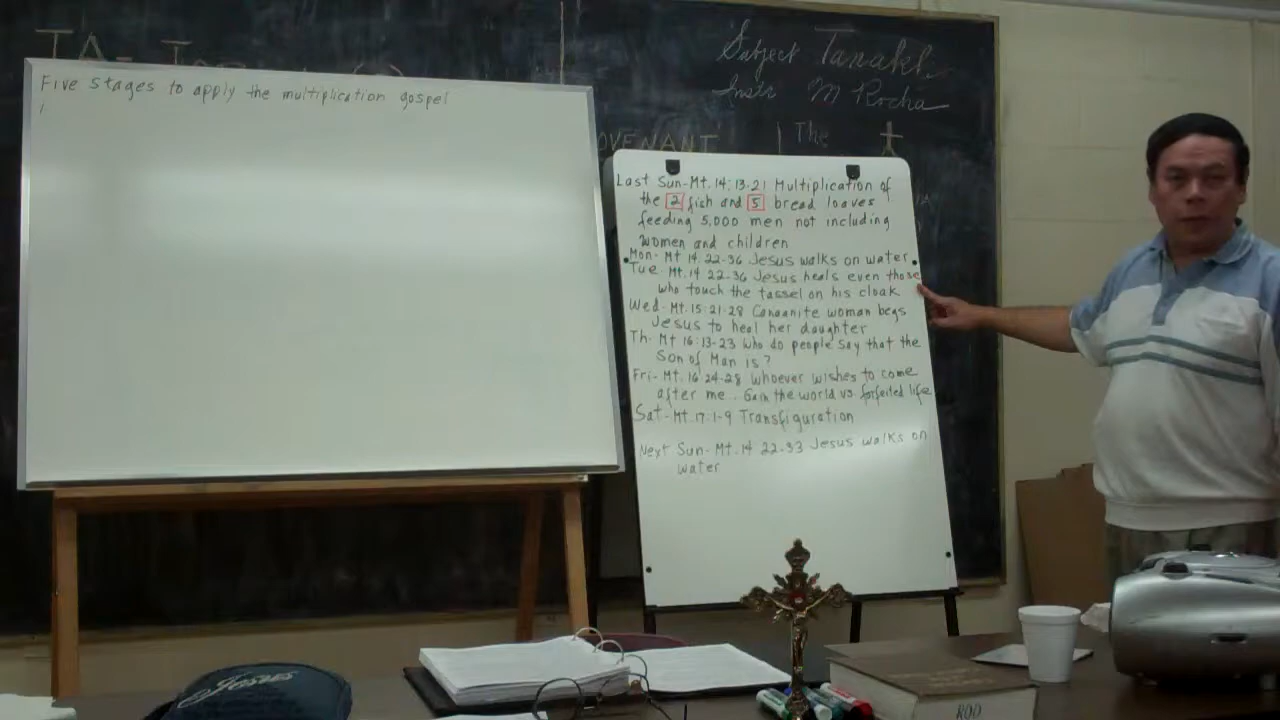 Subject Tanakh
Instr M Rocha
OVENANT | The
Five stages to apply the multiplication gospel
1
Last Sun-Mt. 14:13-21 Multiplication of
the 2 fish and 5 bread loaves
feeding 5,000 men not including
women and children
Mon- Mt 14 22-36 Jesus walks on water
Tue- Mt. 14 22-36 Jesus heals even those
who touch the tassel on his cloak
Wed- Mt. 15:21-28 Canaanite woman begs
Jesus to heal her daughter
Th- Mt 16:13-23 Who do people say that the
Son of Man is?
Fri- Mt. 16 24-28 Whoever wishes to come
after me.. Gain the world vs. forfeited life
Sat- Mt. 17:1-9 Transfiguration
Next Sun- Mt. 14 22-33 Jesus walks on
water
Jesus
ROD